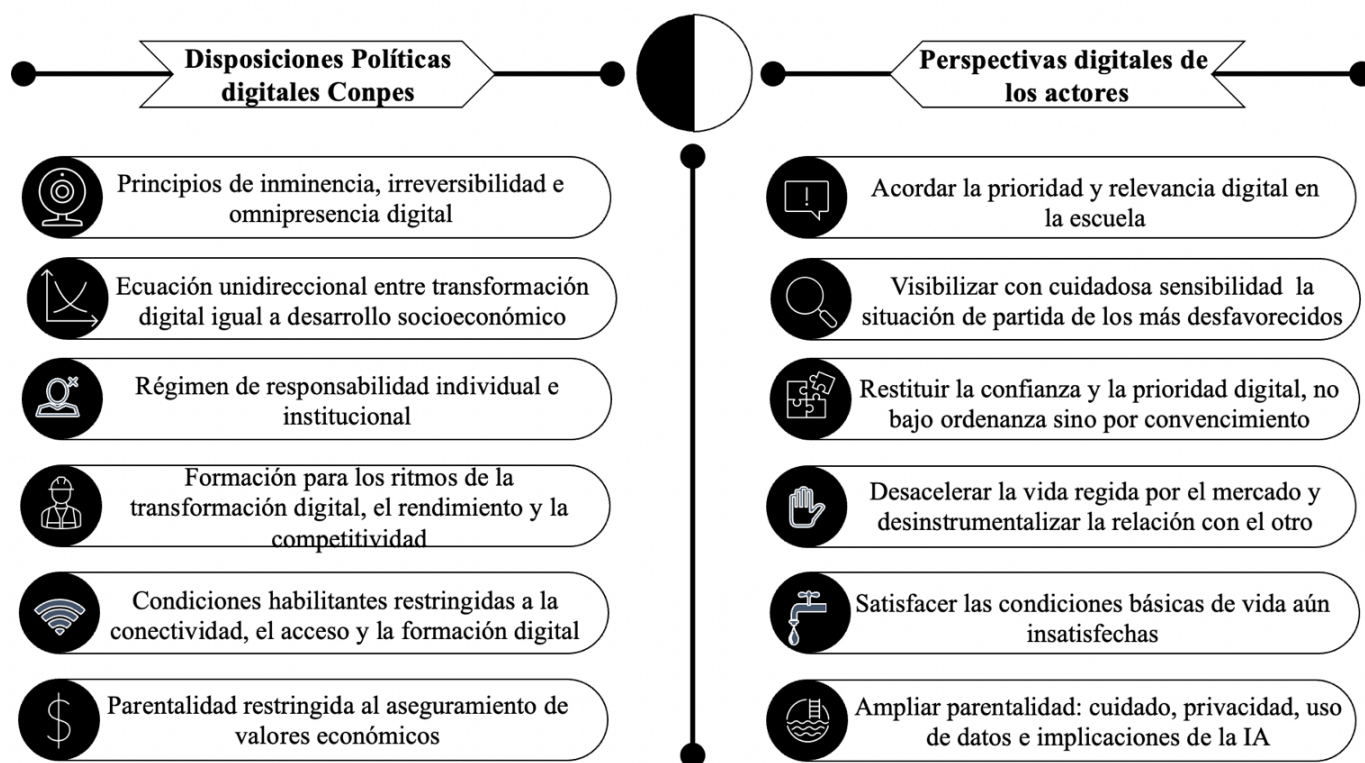 Disposiciones Políticas
digitales Conpes
Principios de inminencia, irreversibilidad e
omnipresencia digital
Ecuación unidireccional entre transformación
digital igual a desarrollo socioeconómico
Régimen de responsabilidad individual e
institucional
Formación para los ritmos de la
transformación digital, el rendimiento y la
competitividad
Condiciones habilitantes restringidas a la
conectividad, el acceso y la formación digital
Parentalidad restringida al aseguramiento de
valores económicos
Perspectivas digitales de
los actores
Acordar la prioridad y relevancia digital en
la escuela
Visibilizar con cuidadosa sensibilidad la
situación de partida de los más desfavorecidos
Restituir la confianza y la prioridad digital, no
bajo ordenanza sino por convencimiento
Desacelerar la vida regida por el mercado y
desinstrumentalizar la relación con el otro
Satisfacer las condiciones básicas de vida aún
insatisfechas
Ampliar parentalidad: cuidado, privacidad, uso
de datos e implicaciones de la IA